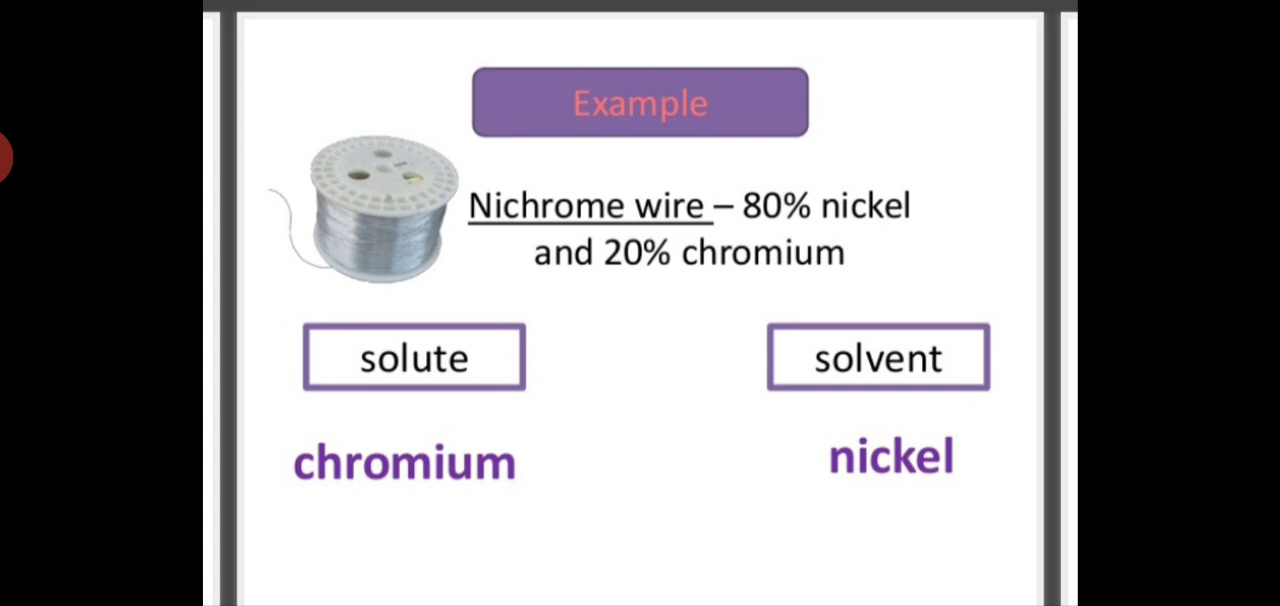 Example
Nichrome wire – 80% nickel
and 20% chromium
solute
solvent
chromium
nickel